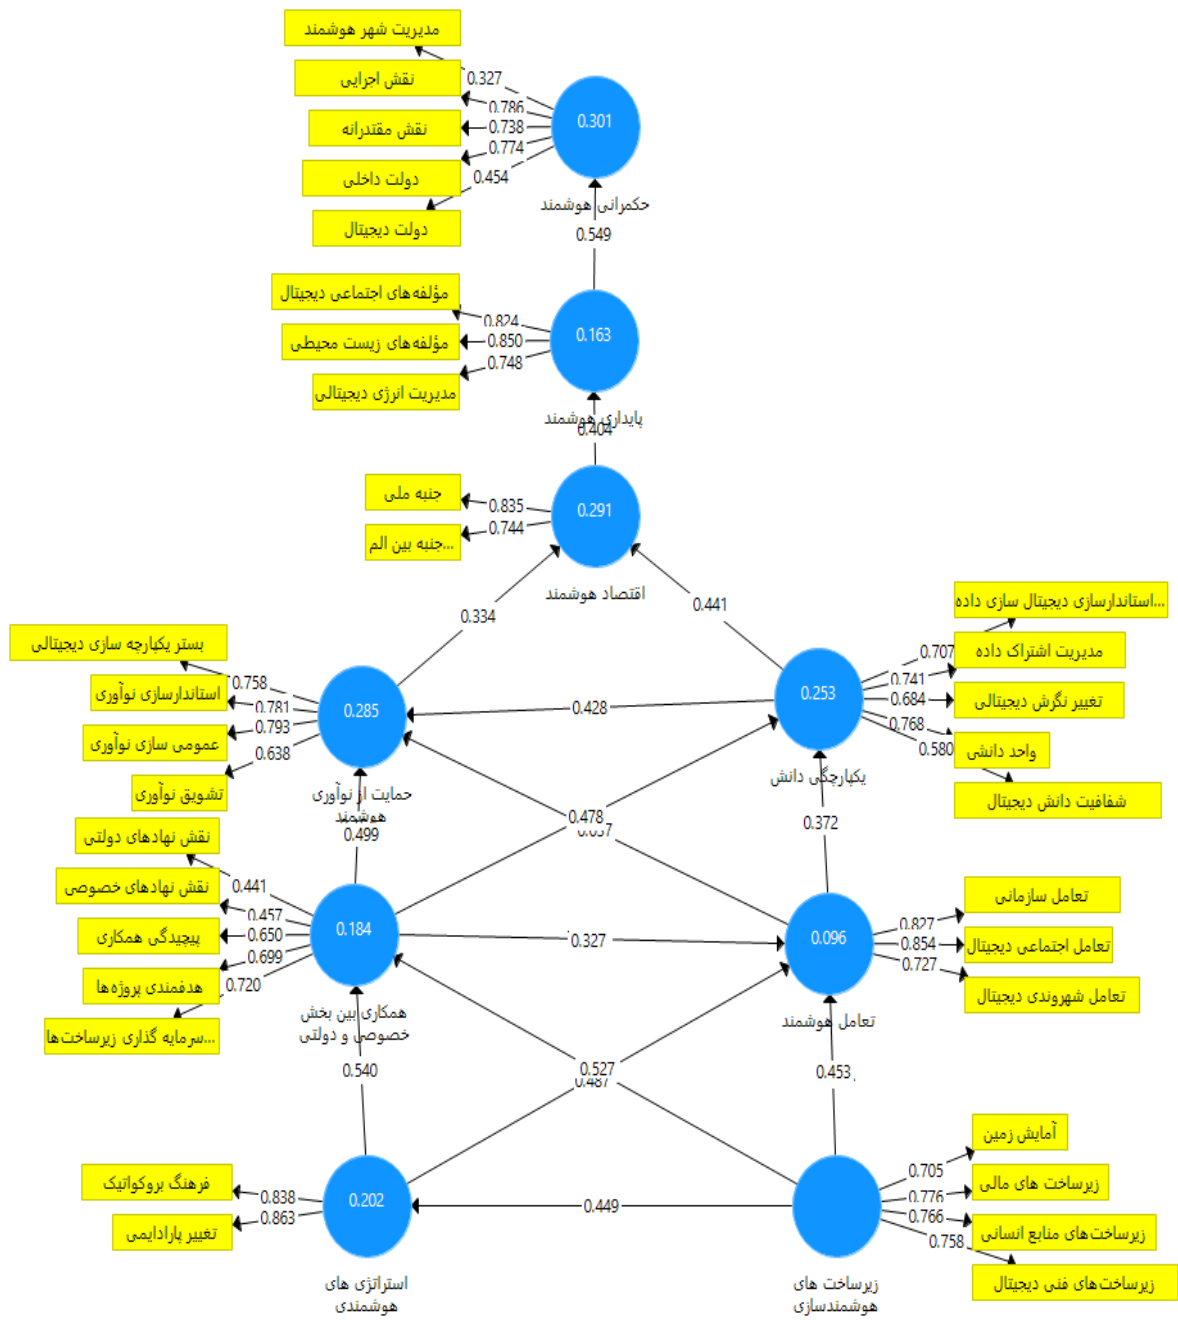 مدیریت شهر هوشمند
0.327
نقش اجرایی
0.786
0.301
نقش مقتدرانه
0.738
0.774
دولت داخلی
0.454
حکمرانی هوشمند
دولت دیجیتال
0.549
مؤلفه‌های اجتماعی دیجیتال
0.824
0.163
مؤلفه‌های زیست محیطی
0.850
0.748
مدیریت انرژی دیجیتالی
پایداری هوشمند
0.404
جنبه ملی
0.835
0.291
0.744
جنبه بین الم...
اقتصاد هوشمند
0.334
0.441
استاندارسازی دیجیتال سازی داده...
بستر یکپارچه سازی دیجیتالی
0.707
مدیریت اشتراک داده
0.758
0.741
استاندارسازی نوآوری
0.781
0.285
0.253
0.684
تغییر نگرش دیجیتالی
0.428
0.793
0.768
عمومی سازی نوآوری
0.638
0.580
واحد دانشی
یکپارچگی دانش
تشویق نوآوری
حمایت از نوآوری
هوشمند
شفافیت دانش دیجیتال
0.478
0.372
نقش نهادهای دولتی
0.499
0.441
نقش نهادهای خصوصی
0.457
تعامل سازمانی
0.827
0.184
0.650
پیچیدگی همکاری
0.327
0.096
0.854
تعامل اجتماعی دیجیتال
0.699
0.727
هدفمندی پروژه‌ها
0.720
تعامل شهروندی دیجیتال
همکاری بین بخش
خصوصی و دولتی
تعامل هوشمند
سرمایه گذاری زیرساخت‌ها...
0.540
0.527
0.487
0.453
آمایش زمین
0.705
فرهنگ بروکواتیک
0.838
زیرساخت های مالی
0.776
0.202
0.449
0.766
0.863
تغییر پارادایمی
زیرساخت‌های منابع انسانی
0.758
استراتژی های
هوشمندی
زیرساخت های
هوشمندسازی
زیرساخت‌های فنی دیجیتال